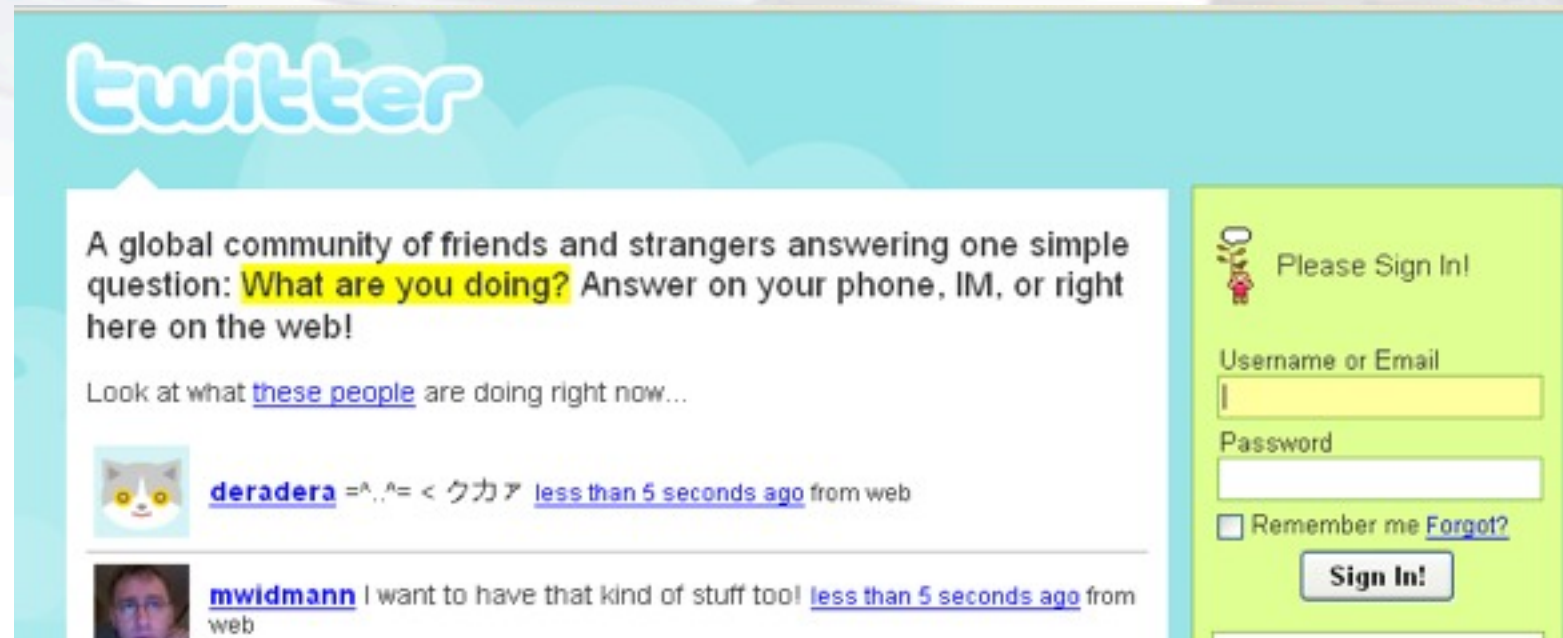 twitter
A global community of friends and strangers answering one simple
question: What are you doing? Answer on your phone, IM, or right
here on the web!
Look at what these people are doing right now...
deradera =^..^= < クカァ less than 5 seconds ago from web
mwidmann I want to have that kind of stuff too! less than 5 seconds ago from
web
Please Sign In!
Username or Email
Password
Remember me Forgot?
Sign In!